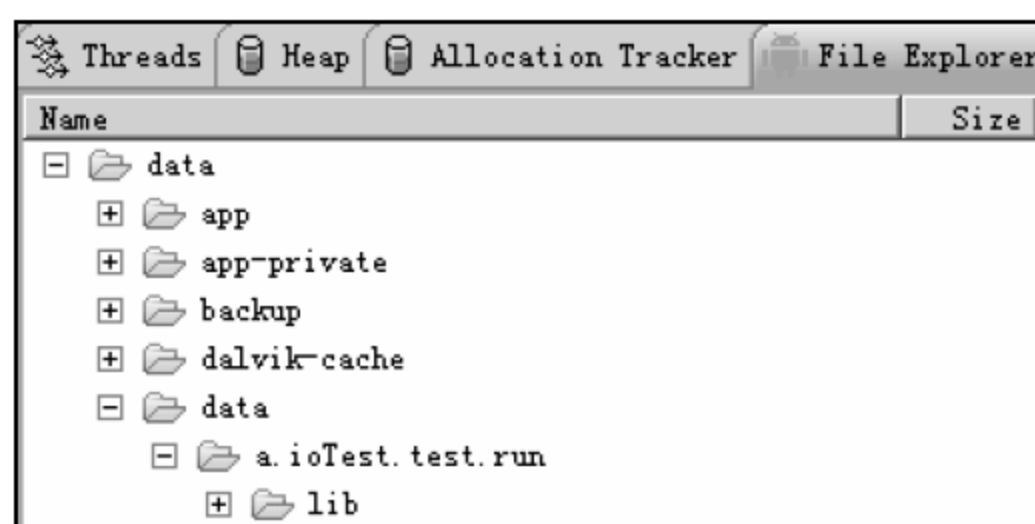 Threads Heap Allocation Tracker File Explorer
Name Size
data
app
app-private
backup
dalvik-cache
data
a.ioTest.test.run
lib